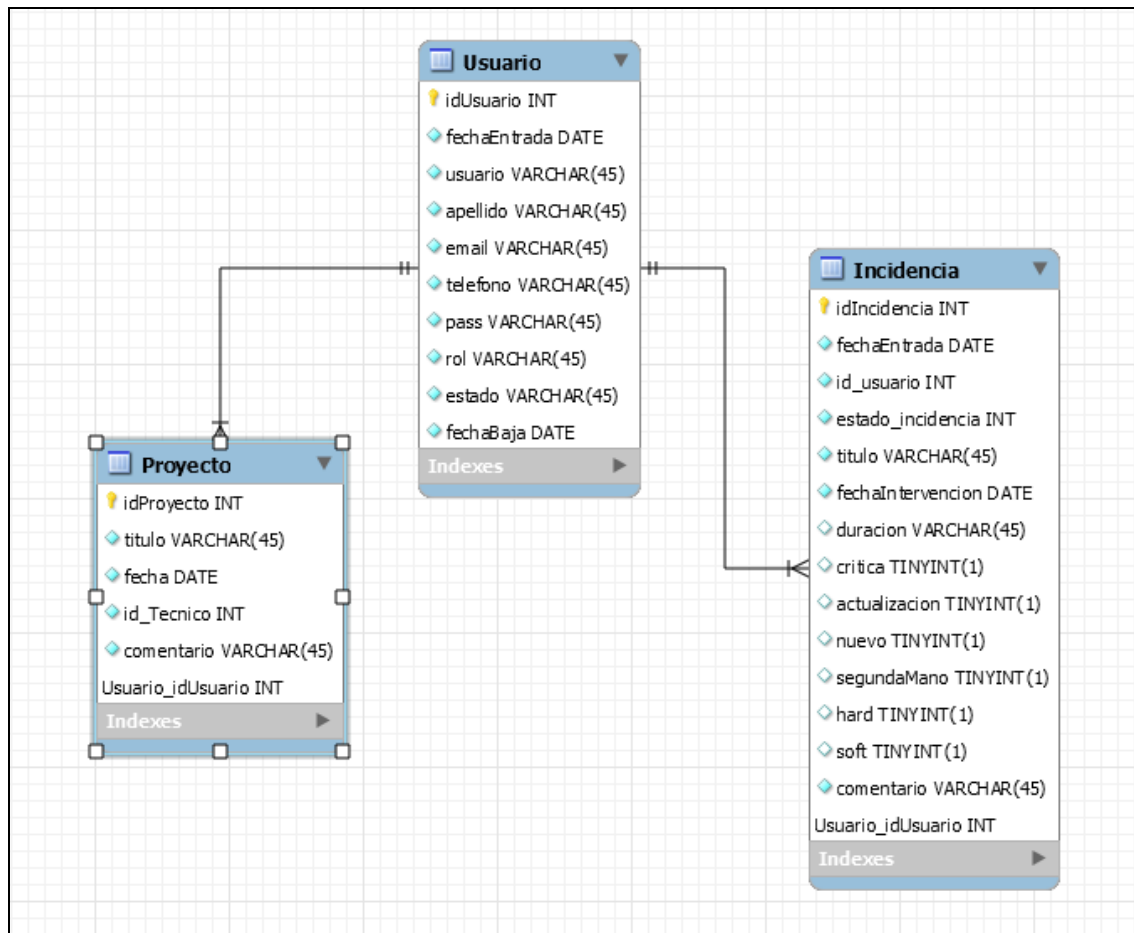 Usuario
idUsuario INT
fechaEntrada DATE
usuario VARCHAR(45)
apellido VARCHAR(45)
email VARCHAR(45)
telefono VARCHAR(45)
pass VARCHAR(45)
rol VARCHAR(45)
estado VARCHAR(45)
fechaBaja DATE
Indexes
Proyecto
idProyecto INT
titulo VARCHAR(45)
fecha DATE
id_Tecnico INT
comentario VARCHAR(45)
Usuario_idUsuario INT
Indexes
Incidencia
idIncidencia INT
fechaEntrada DATE
id_usuario INT
estado_incidencia INT
titulo VARCHAR(45)
fechaIntervencion DATE
duracion VARCHAR(45)
critica TINYINT(1)
actualizacion TINYINT(1)
nuevo TINYINT(1)
segundaMano TINYINT(1)
hard TINYINT(1)
soft TINYINT(1)
comentario VARCHAR(45)
Usuario_idUsuario INT
Indexes